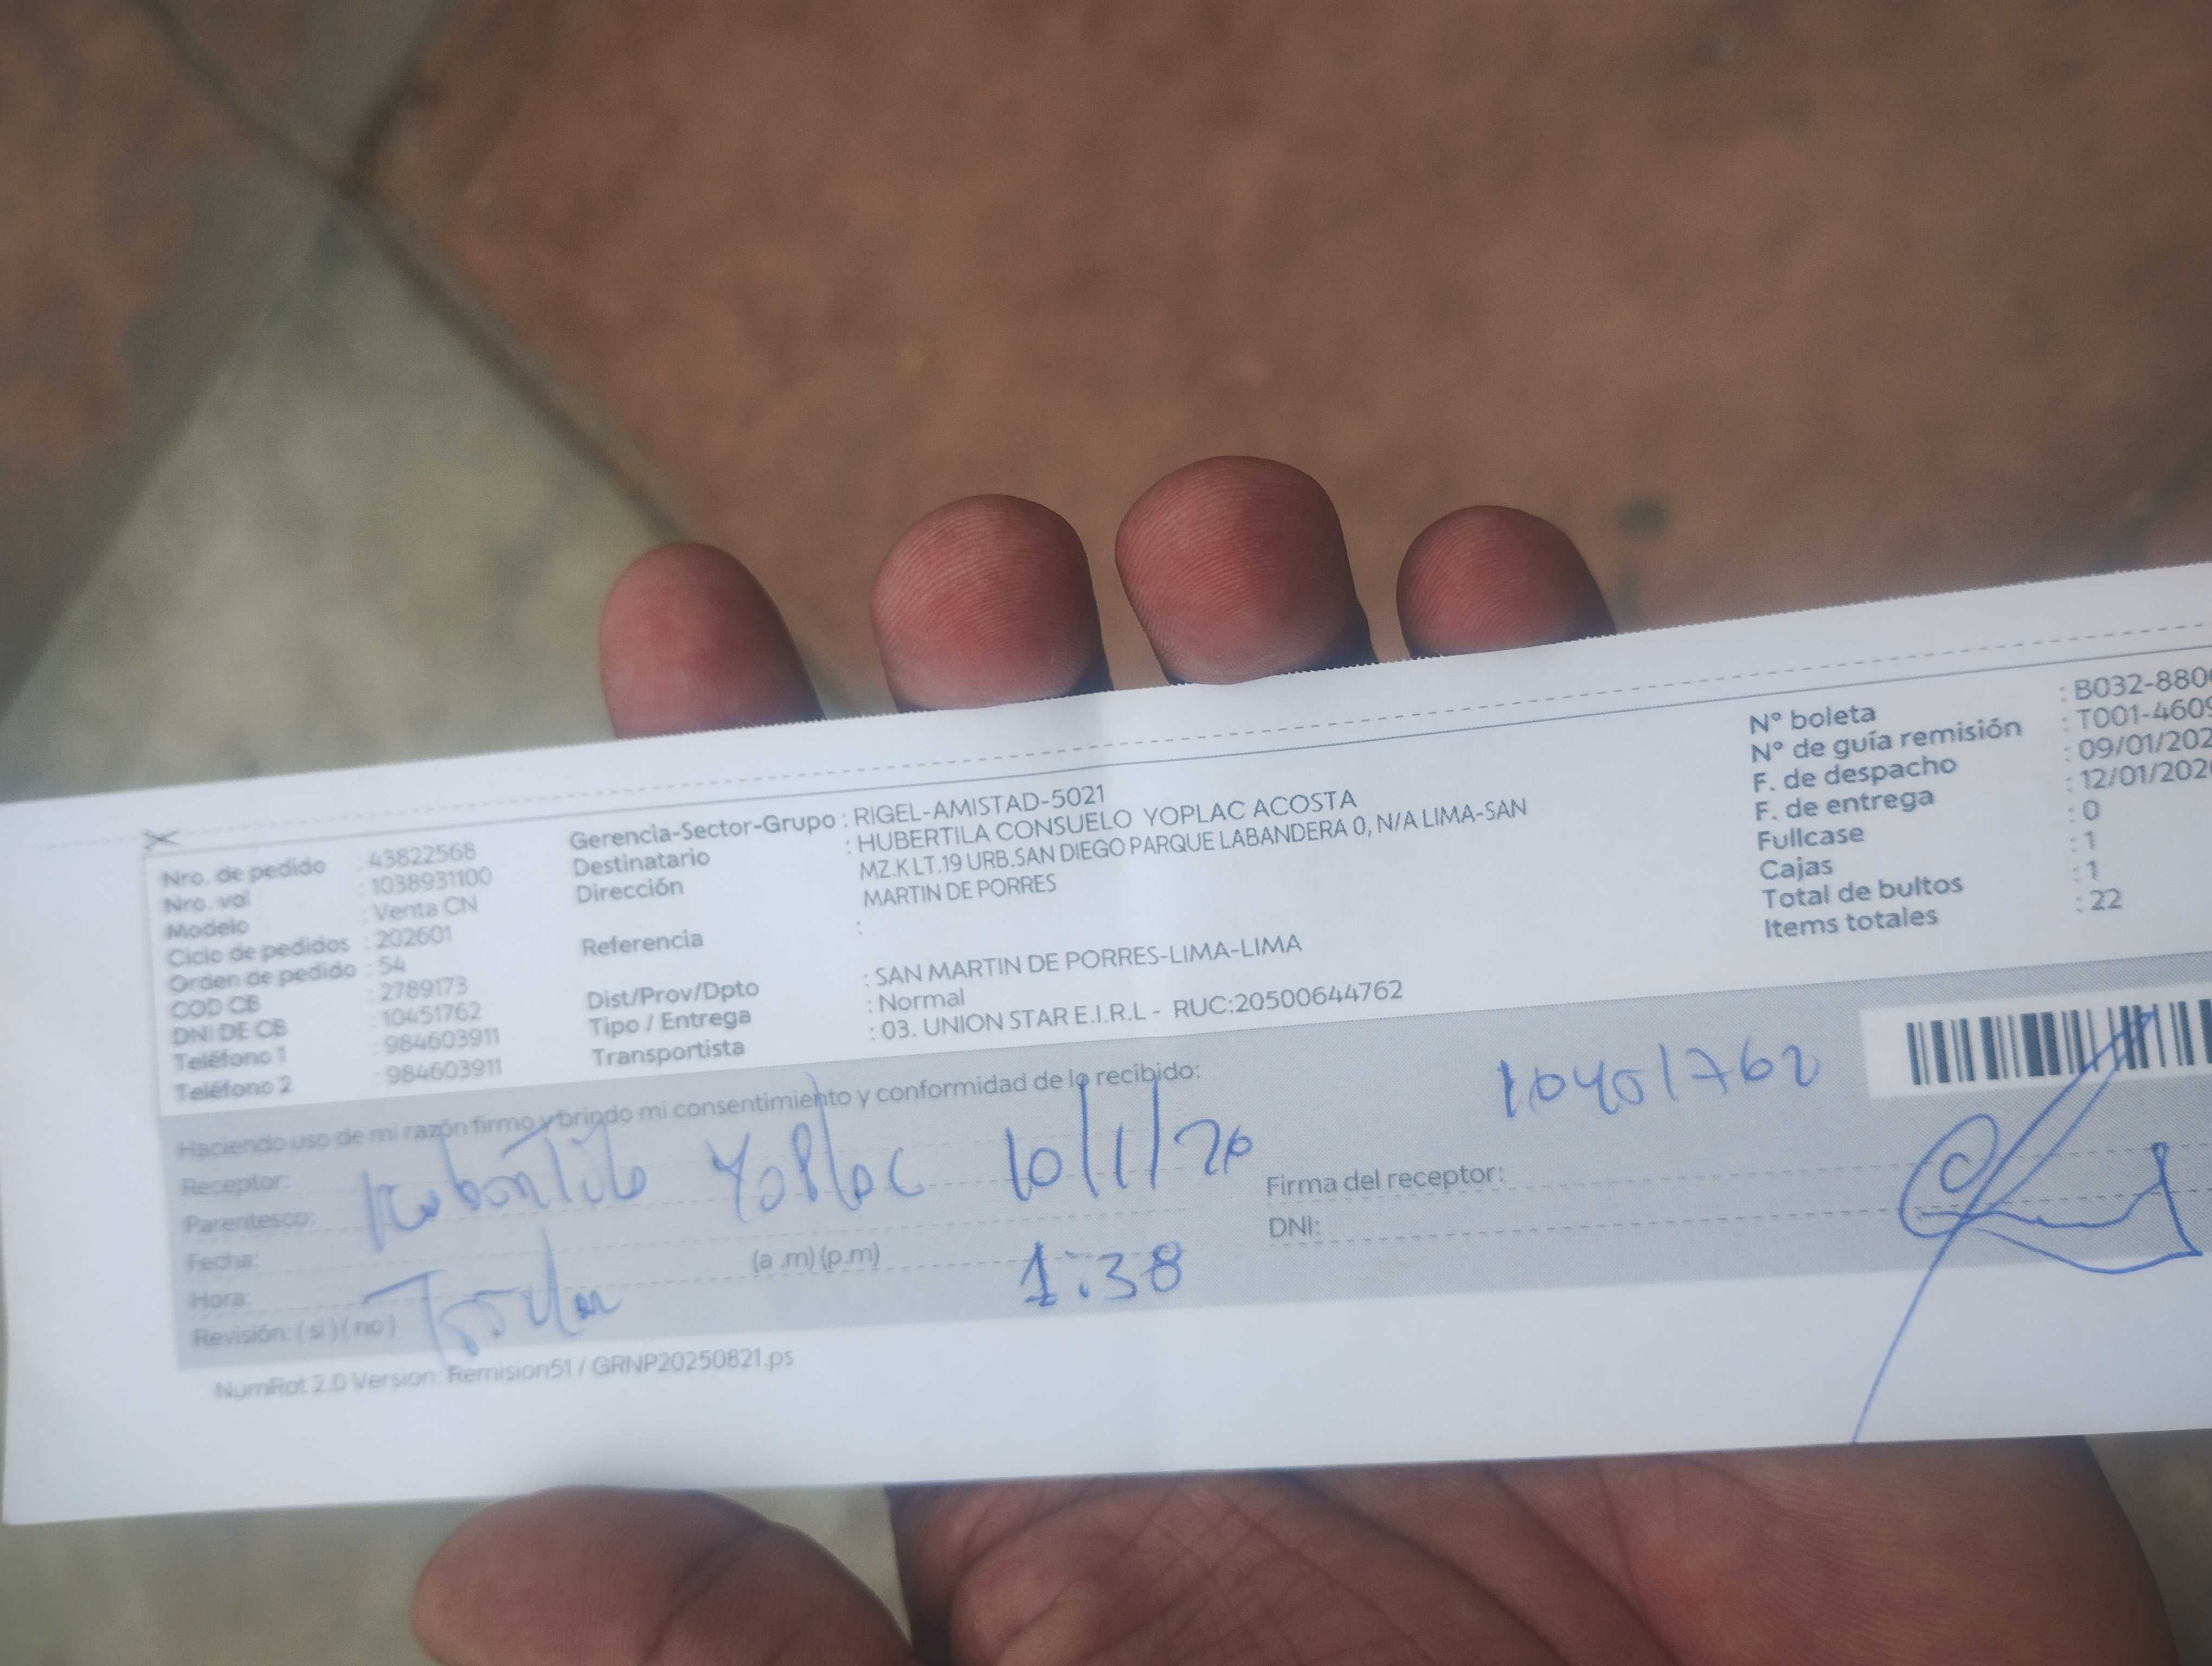 Nro. de pedido : 43822568
Nro. val : 1038931100
Modelo : Venta CN
Ciclo de pedidos : 202601
Orden de pedido : 54
COD CB : 2789173
DNI DE CB : 10451762
Teléfono 1 : 984603911
Teléfono 2 : 984603911
Gerencia-Sector-Grupo : RIGEL-AMISTAD-5021
Destinatario : HUBERTILA CONSUELO YOPLAC ACOSTA
Dirección MZ.K LT.19 URB.SAN DIEGO PARQUE LABANDERA 0, N/A LIMA-SAN
MARTIN DE PORRES
Referencia :
Dist/Prov/Dpto : SAN MARTIN DE PORRES-LIMA-LIMA
Tipo / Entrega : Normal
Transportista : 03. UNION STAR E.I.R.L - RUC:20500644762
N° boleta : B032-880
N° de guía remisión : T001-4609
F. de despacho : 09/01/202
F. de entrega : 12/01/202
Fullcase : 0
Cajas : 1
Total de bultos : 1
Items totales : 22
Haciendo uso de mi razón firmo y brindo mi consentimiento y conformidad de lo recibido:
Receptor: Yoplac 10/1/26
Parentesco:
Fecha:
Hora: (a .m) (p.m) 1:38
Revisión: ( si ) ( no )
Firma del receptor:
DNI:
NumRot 2.0 Version: Remision51 / GRNP20250821.ps